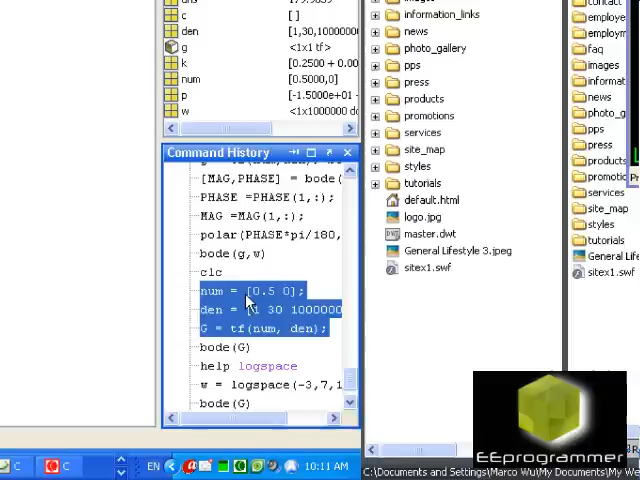 c [ ]
den [1,30,1000000
g <1x1 tf>
k [0.2500 + 0.00
num [0.5000,0]
p [-1.5000e+01 -
w <1x1000000 do
Command History
[MAG,PHASE] = bode(
PHASE =PHASE(1,:);
MAG =MAG(1,:);
polar(PHASE*pi/180,
bode(g,w)
clc
num = [0.5 0];
den = [1 30 1000000
G = tf(num, den);
bode(G)
help logspace
w = logspace(-3,7,1
bode(G)
information_links
news
photo_gallery
pps
press
products
promotions
services
site_map
styles
tutorials
default.html
logo.jpg
master.dwt
General Lifestyle 3.jpeg
sitex1.swf
contact
employe
employm
faq
images
informat
news
photo_g
pps
press
products
promotio
services
site_map
styles
tutorials
default.html
General Li
sitex1.swf
EEprogrammer
C:\Documents and Settings\Marco Wu\My Documents\My We
C
C
EN
10:11 AM